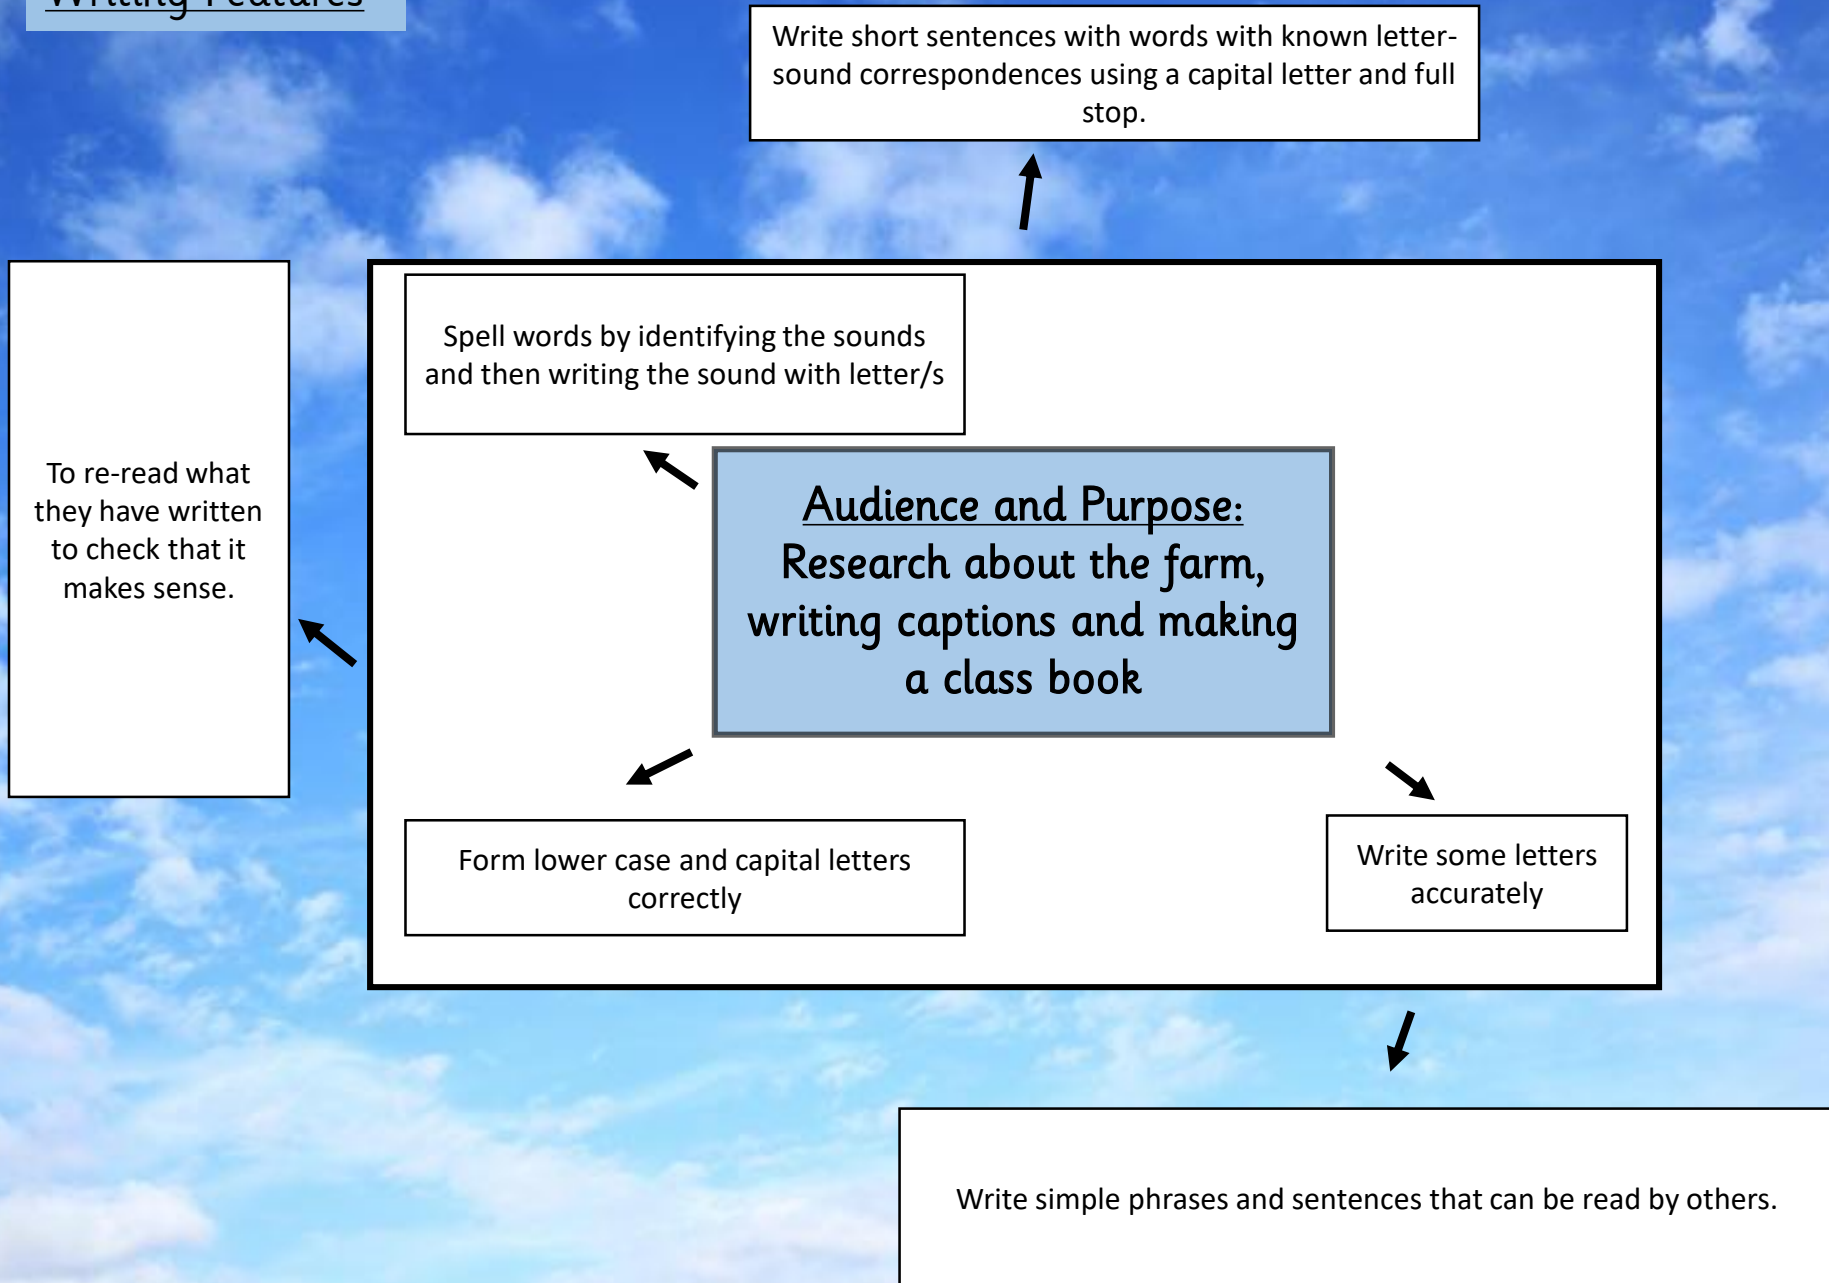 Writing Features
Write short sentences with words with known letter-
sound correspondences using a capital letter and full
stop.
Spell words by identifying the sounds
and then writing the sound with letter/s
To re-read what
they have written
to check that it
makes sense.
Audience and Purpose:
Research about the farm,
writing captions and making
a class book
Form lower case and capital letters
correctly
Write some letters
accurately
Write simple phrases and sentences that can be read by others.